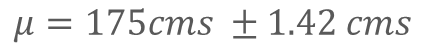 μ = 175cms ± 1.42 cms